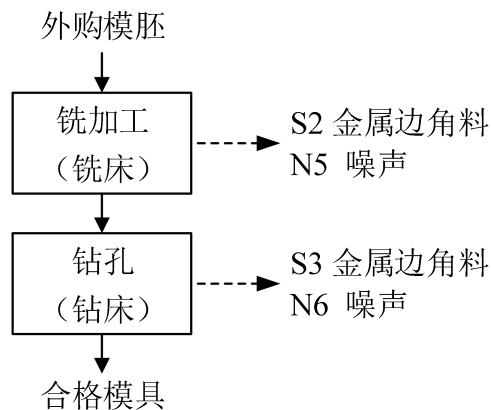 外购模胚
铣加工
（铣床）
S2 金属边角料
N5 噪声
钻孔
（钻床）
S3 金属边角料
N6 噪声
合格模具